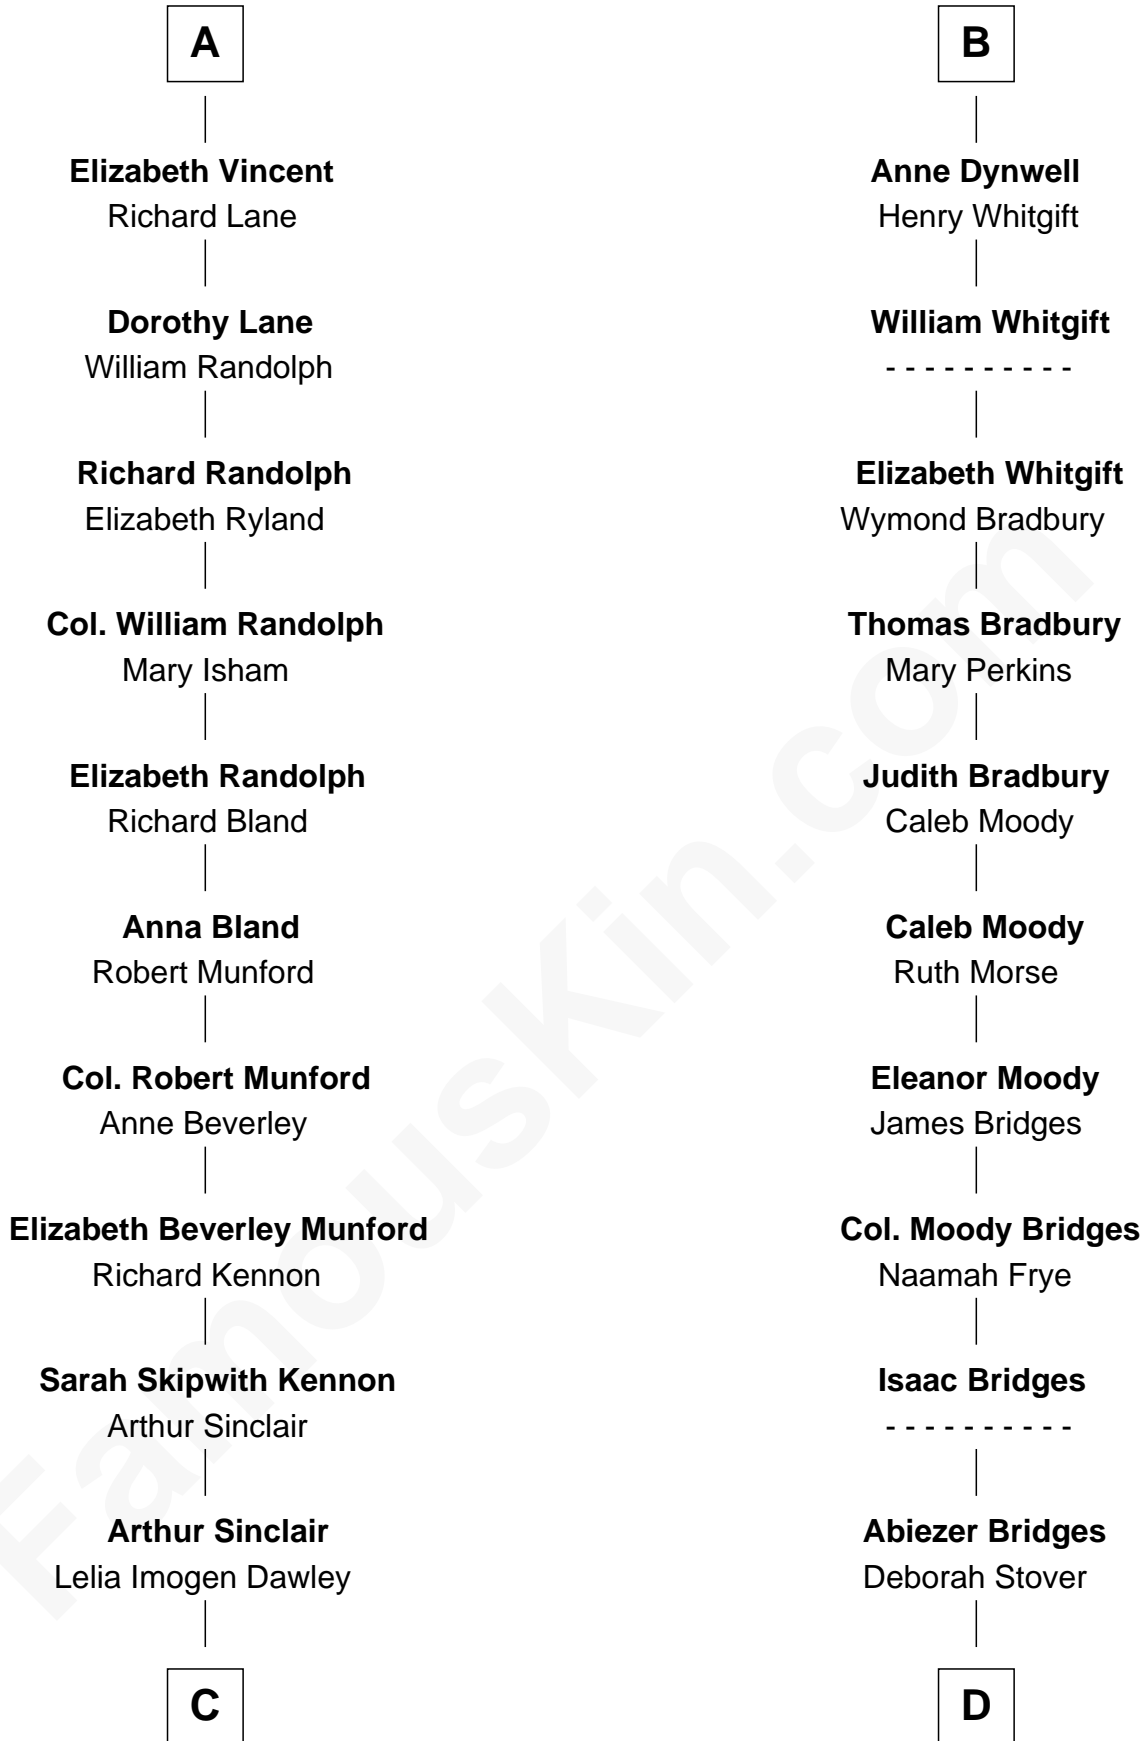 A
Elizabeth Vincent
Richard Lane
Dorothy Lane
William Randolph
Richard Randolph
Elizabeth Ryland
Col. William Randolph
Mary Isham
Elizabeth Randolph
Richard Bland
Anna Bland
Robert Munford
Col. Robert Munford
Anne Beverley
Elizabeth Beverley Munford
Richard Kennon
Sarah Skipwith Kennon
Arthur Sinclair
Arthur Sinclair
Lelia Imogen Dawley
C
B
Anne Dynwell
Henry Whitgift
William Whitgift
- - - - - - - - - -
Elizabeth Whitgift
Wymond Bradbury
Thomas Bradbury
Mary Perkins
Judith Bradbury
Caleb Moody
Caleb Moody
Ruth Morse
Eleanor Moody
James Bridges
Col. Moody Bridges
Naamah Frye
Isaac Bridges
- - - - - - - - - -
Abiezer Bridges
Deborah Stover
D
FamousKin.com